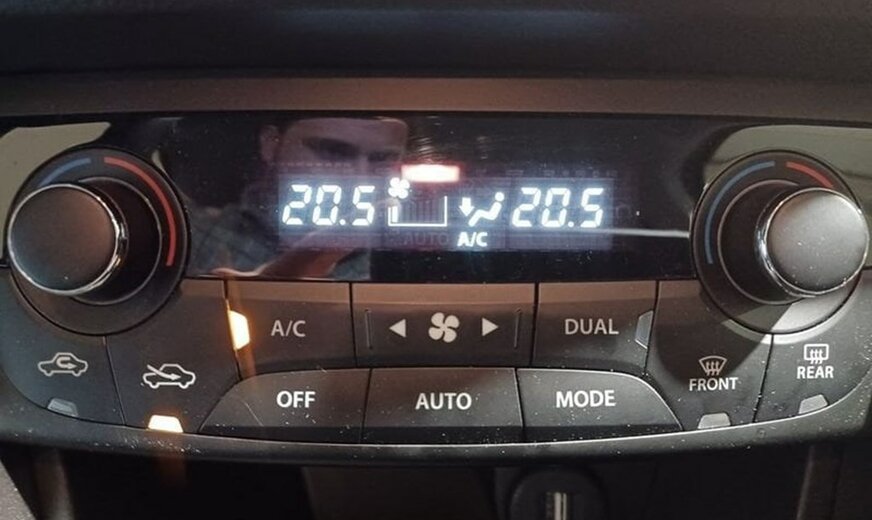 20.5 20.5
AUTO A/C
A/C DUAL
OFF AUTO MODE FRONT REAR